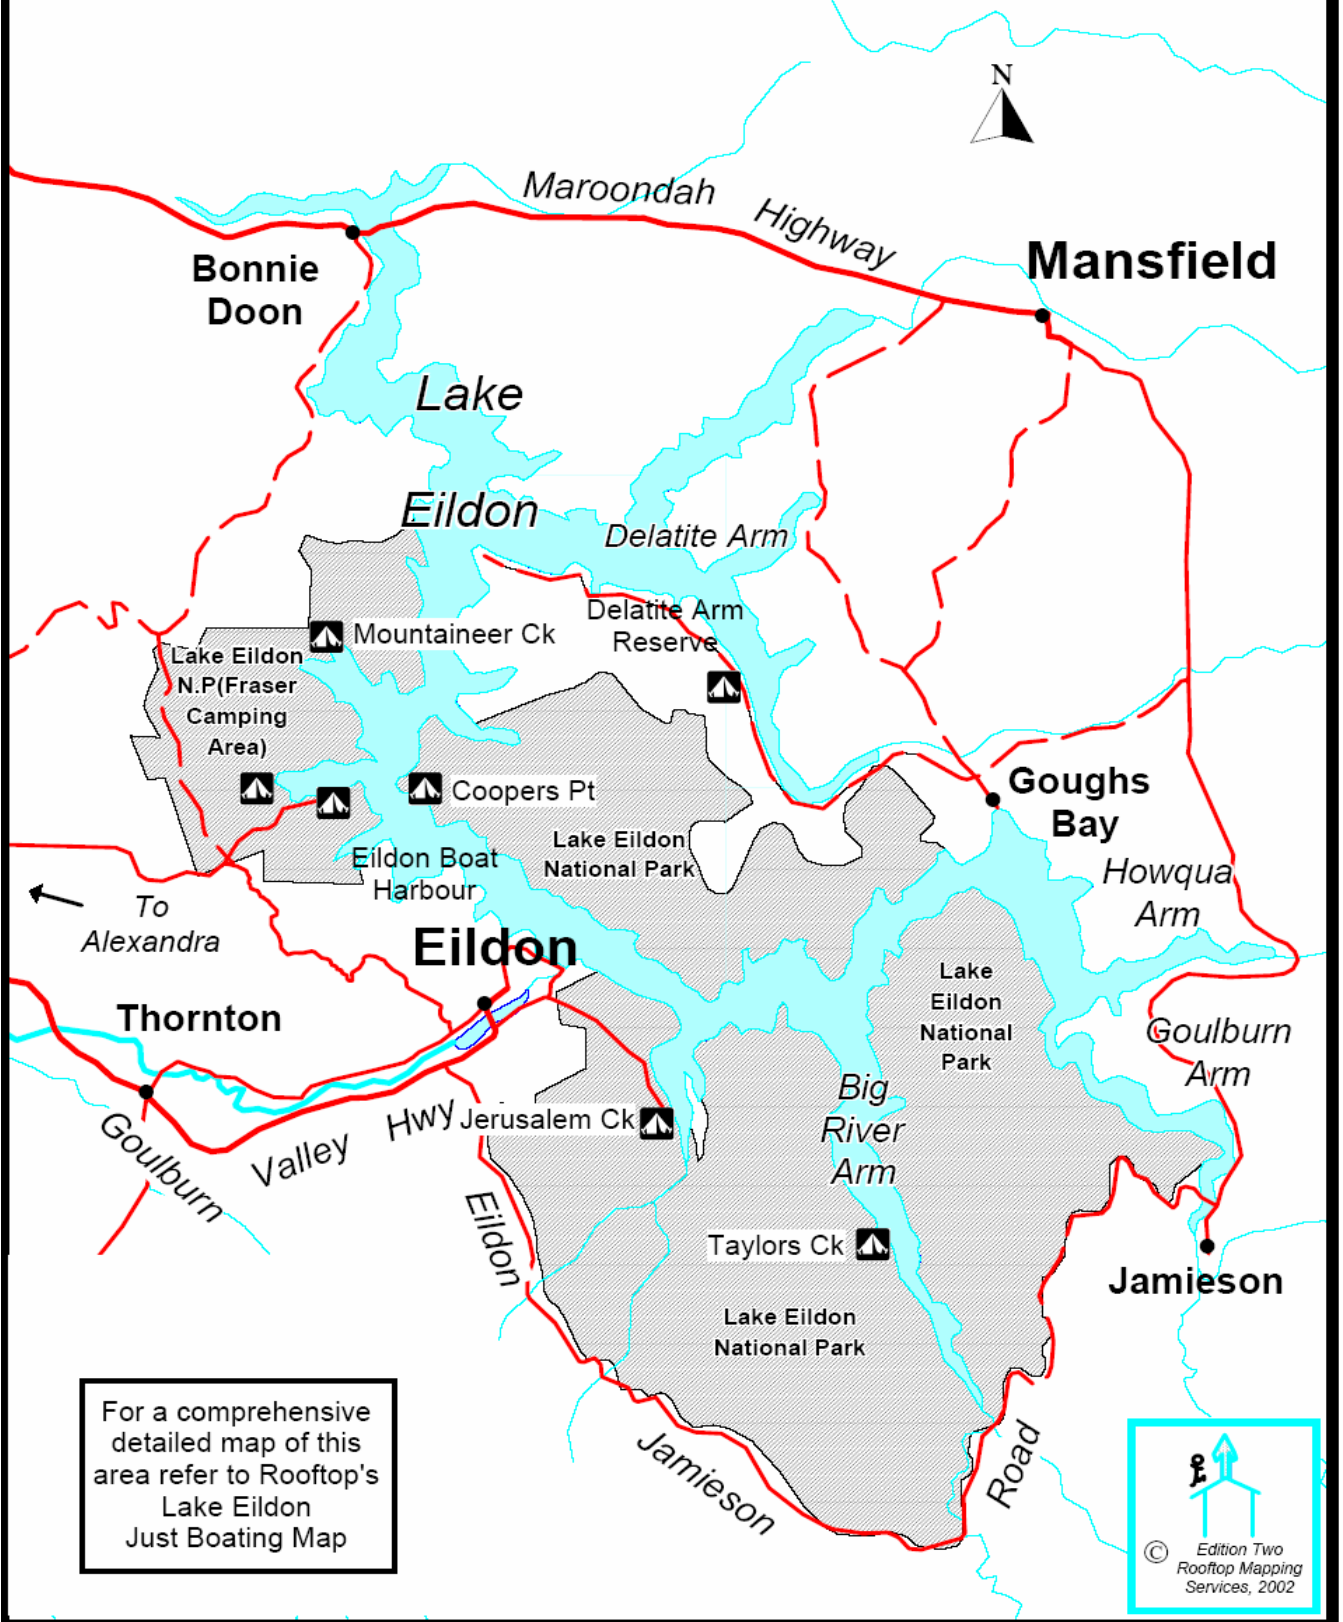 N
Maroondah
Highway
Mansfield
Bonnie
Doon
Lake
Eildon
Delatite Arm
Delatite Arm
Reserve
Mountaineer Ck
Lake Eildon
N.P(Fraser
Camping
Area)
Coopers Pt
Goughs
Bay
Lake Eildon
National Park
Eildon Boat
Harbour
Howqua
Arm
To
Alexandra
Eildon
Lake
Eildon
National
Park
Thornton
Goulburn
Arm
Big
River
Arm
Goulburn
Valley
Hwy
Jerusalem Ck
Eildon
Taylors Ck
Jamieson
Lake Eildon
National Park
For a comprehensive
detailed map of this
area refer to Rooftop's
Lake Eildon
Just Boating Map
Jamieson
Road
© Edition Two
Rooftop Mapping
Services, 2002